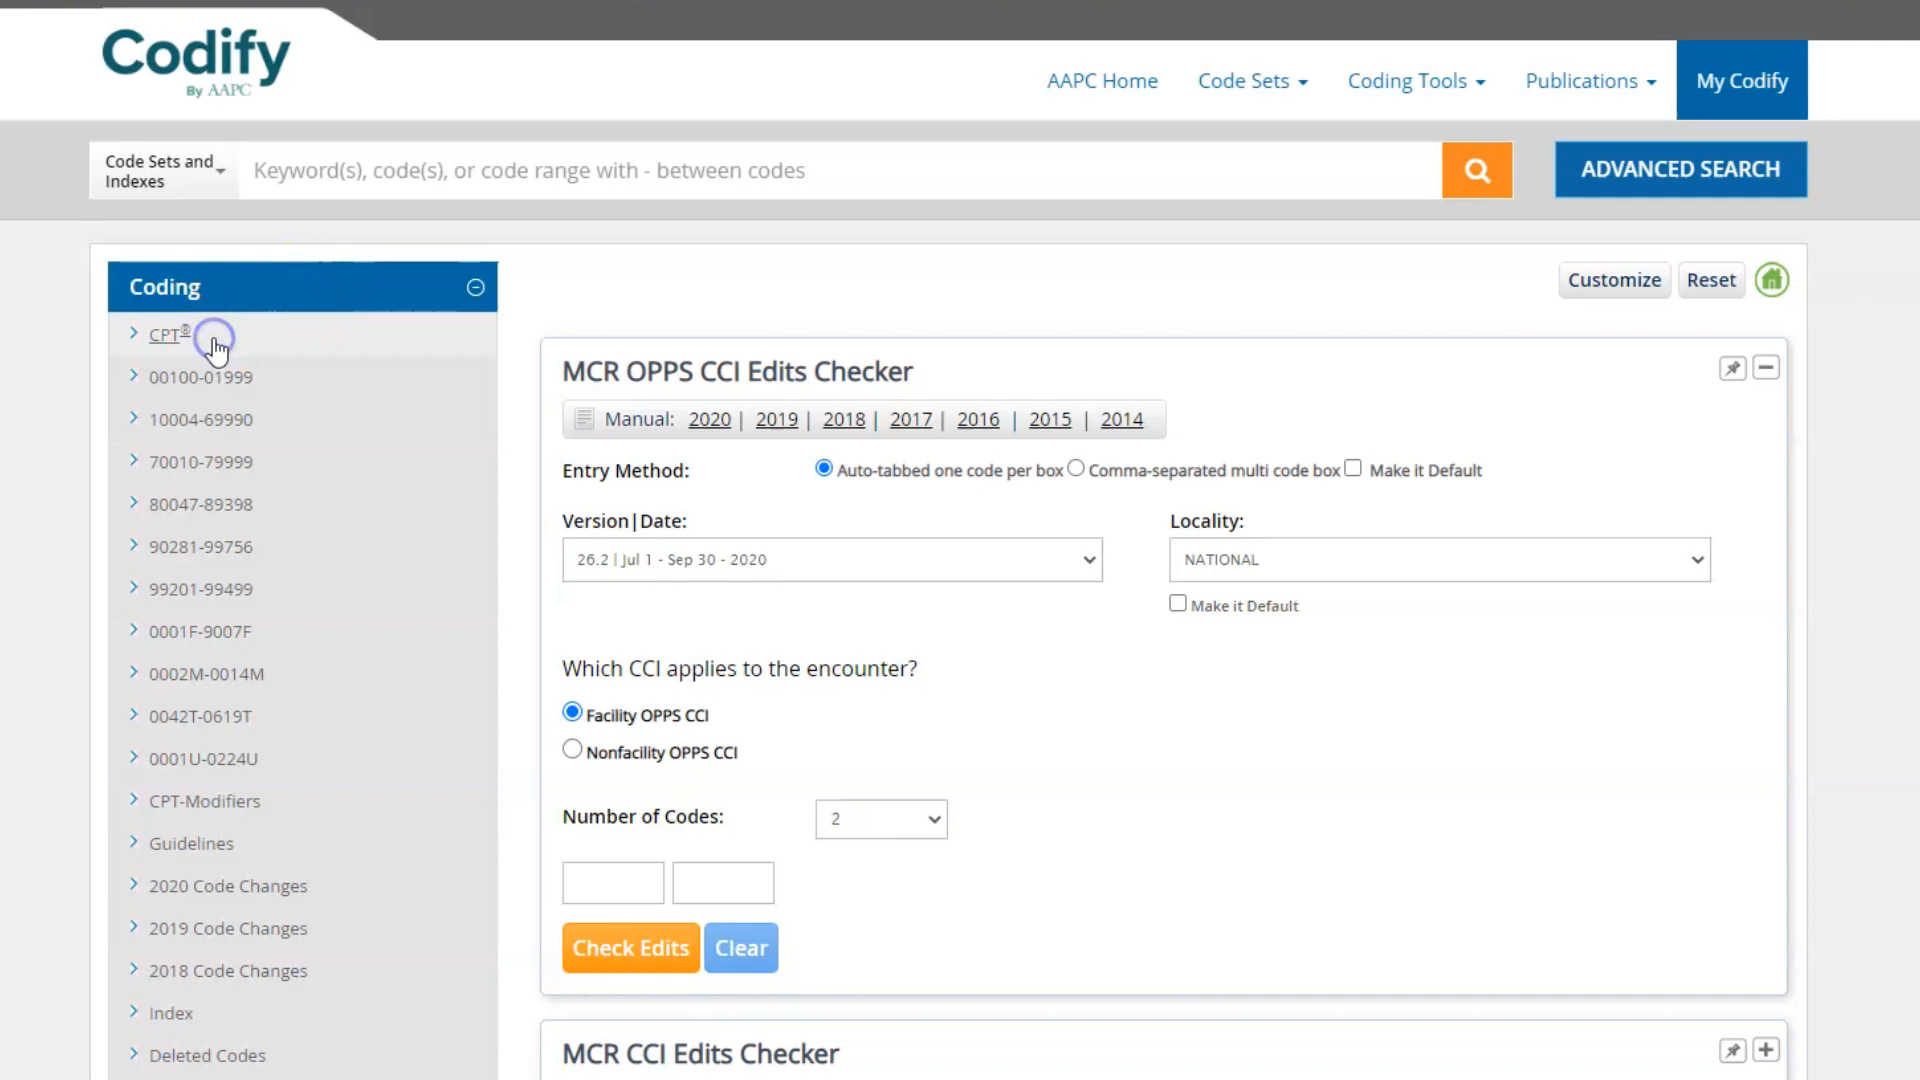 Codify
By AAPC
AAPC Home
Code Sets
Coding Tools
Publications
My Codify
Code Sets and
Indexes
Keyword(s), code(s), or code range with - between codes
ADVANCED SEARCH
Coding
CPT®
00100-01999
10004-69990
70010-79999
80047-89398
90281-99756
99201-99499
0001F-9007F
0002M-0014M
0042T-0619T
0001U-0224U
CPT-Modifiers
Guidelines
2020 Code Changes
2019 Code Changes
2018 Code Changes
Index
Deleted Codes
Customize
Reset
MCR OPPS CCI Edits Checker
Manual: 2020 | 2019 | 2018 | 2017 | 2016 | 2015 | 2014
Entry Method: Auto-tabbed one code per box Comma-separated multi code box Make it Default
Version|Date:
26.2 | Jul 1 - Sep 30 - 2020
Locality:
NATIONAL
Make it Default
Which CCI applies to the encounter?
Facility OPPS CCI
Nonfacility OPPS CCI
Number of Codes: 2
Check Edits
Clear
MCR CCI Edits Checker